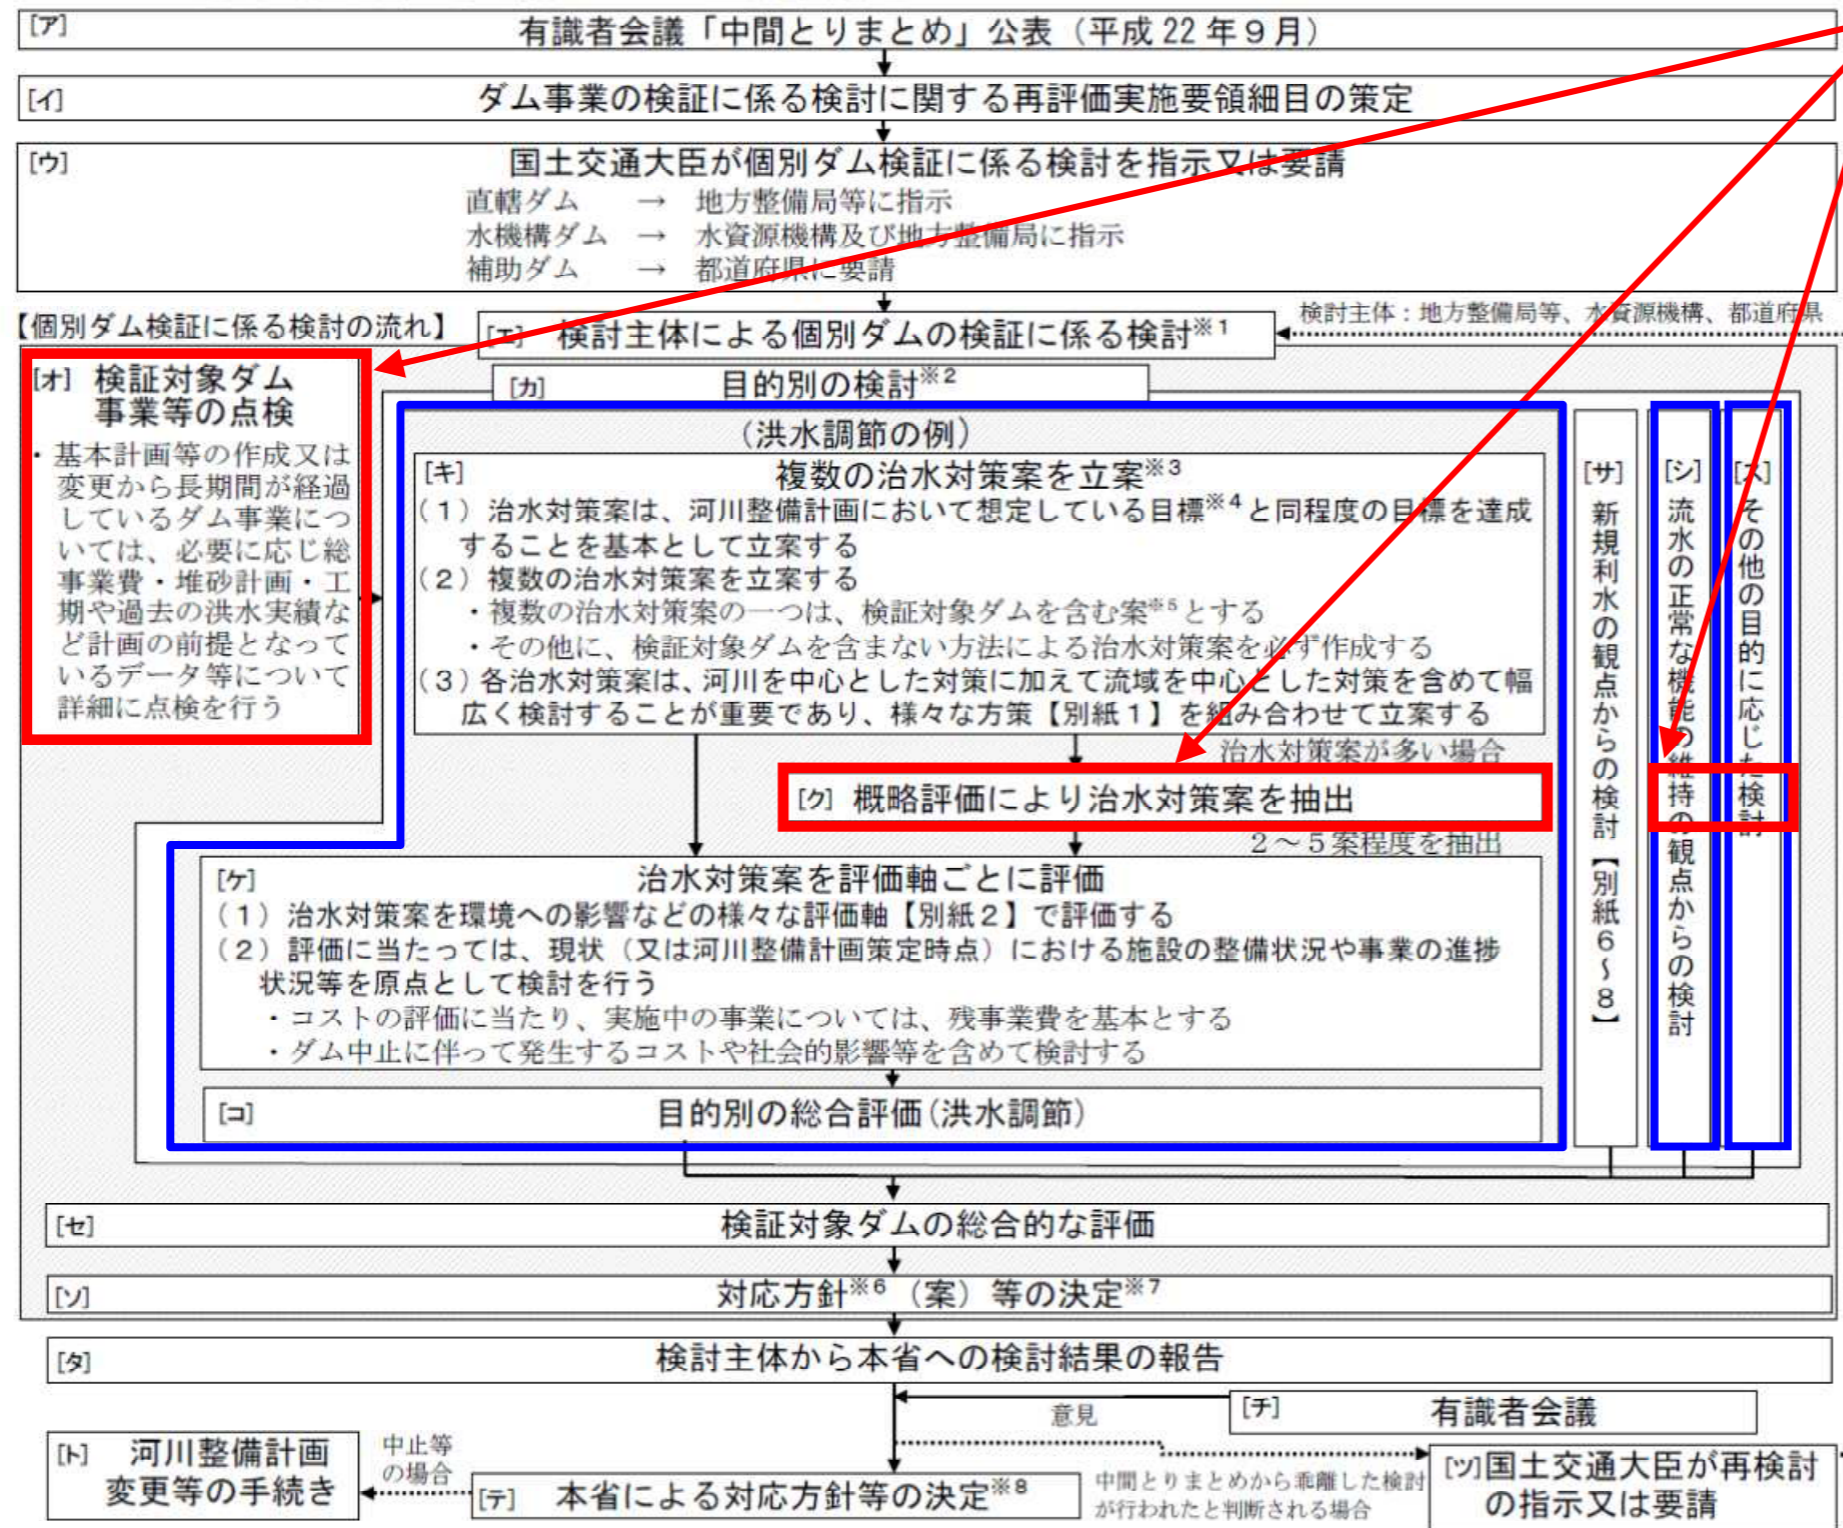 [ア] 有識者会議「中間とりまとめ」公表（平成22年９月）
[イ] ダム事業の検証に係る検討に関する再評価実施要領細目の策定
[ウ] 国土交通大臣が個別ダム検証に係る検討を指示又は要請
直轄ダム → 地方整備局等に指示
水機構ダム → 水資源機構及び地方整備局に指示
補助ダム → 都道府県に要請
【個別ダム検証に係る検討の流れ】
[エ] 検討主体による個別ダムの検証に係る検討※１
検討主体：地方整備局等、水資源機構、都道府県
[オ] 検証対象ダム
事業等の点検
・基本計画等の作成又は
変更から長期間が経過
しているダム事業につ
いては、必要に応じ総
事業費・堆砂計画・工
期や過去の洪水実績な
ど計画の前提となって
いるデータ等について
詳細に点検を行う
[カ] 目的別の検討※２
（洪水調節の例）
[キ] 複数の治水対策案を立案※３
（１）治水対策案は、河川整備計画において想定している目標※４と同程度の目標を達成
することを基本として立案する
（２）複数の治水対策案を立案する
・複数の治水対策案の一つは、検証対象ダムを含む案※５とする
・その他に、検証対象ダムを含まない方法による治水対策案を必ず作成する
（３）各治水対策案は、河川を中心とした対策に加えて流域を中心とした対策を含めて幅
広く検討することが重要であり、様々な方策【別紙１】を組み合わせて立案する
治水対策案が多い場合
[ク] 概略評価により治水対策案を抽出
２～５案程度を抽出
[ケ] 治水対策案を評価軸ごとに評価
（１）治水対策案を環境への影響などの様々な評価軸【別紙２】で評価する
（２）評価に当たっては、現状（又は河川整備計画策定時点）における施設の整備状況や事業の進捗
状況等を原点として検討を行う
・コストの評価に当たり、実施中の事業については、残事業費を基本とする
・ダム中止に伴って発生するコストや社会的影響等を含めて検討する
[コ] 目的別の総合評価(洪水調節)
[サ] 新規利水の観点からの検討【別紙６～８】
[シ] 流水の正常な機能の維持の観点からの検討
[ス] その他の目的に応じた検討
[セ] 検証対象ダムの総合的な評価
[ソ] 対応方針※６（案）等の決定※７
[タ] 検討主体から本省への検討結果の報告
意見
[チ] 有識者会議
[ト] 河川整備計画
変更等の手続き
中止等
の場合
[テ] 本省による対応方針等の決定※８
中間とりまとめから乖離した検討
が行われたと判断される場合
[ツ] 国土交通大臣が再検討
の指示又は要請